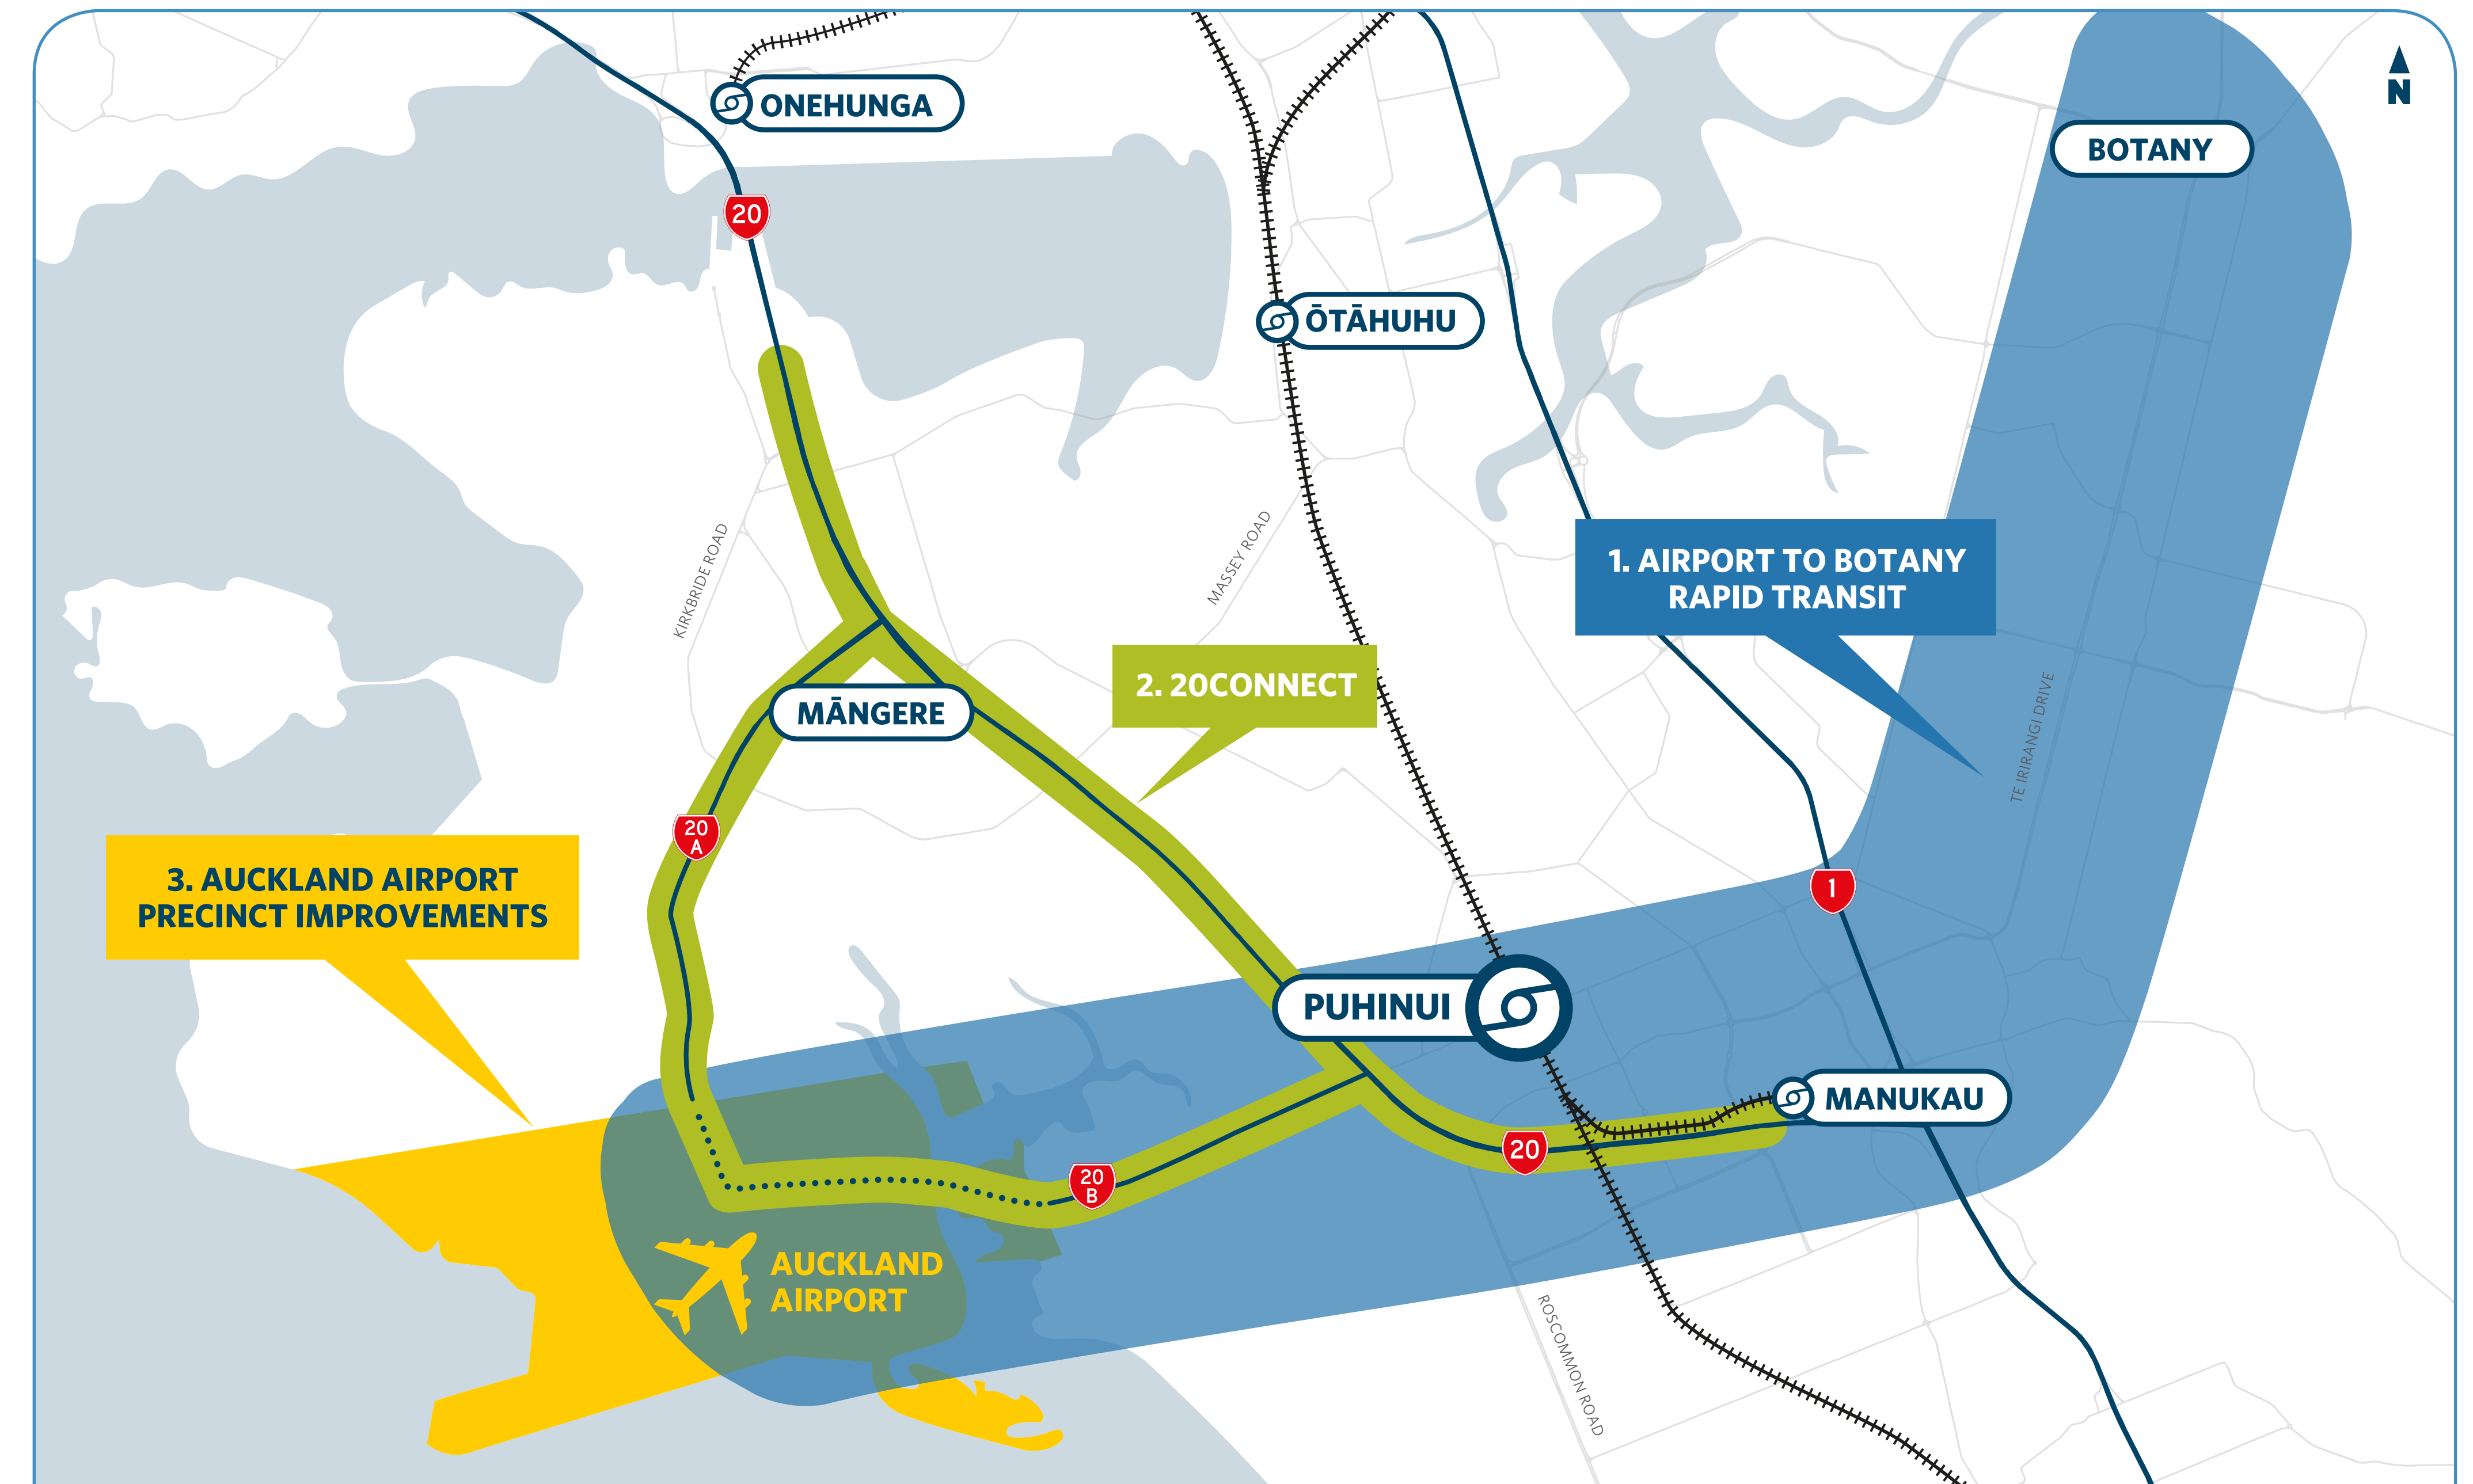 N
ONEHUNGA
BOTANY
20
ŌTĀHUHU
KIRKBRIDE ROAD
MASSEY ROAD
1. AIRPORT TO BOTANY
RAPID TRANSIT
2. 20CONNECT
MĀNGERE
TE IRIRANGI DRIVE
20
A
3. AUCKLAND AIRPORT
PRECINCT IMPROVEMENTS
1
PUHINUI
MANUKAU
20
20
B
AUCKLAND
AIRPORT
ROSCOMMON ROAD